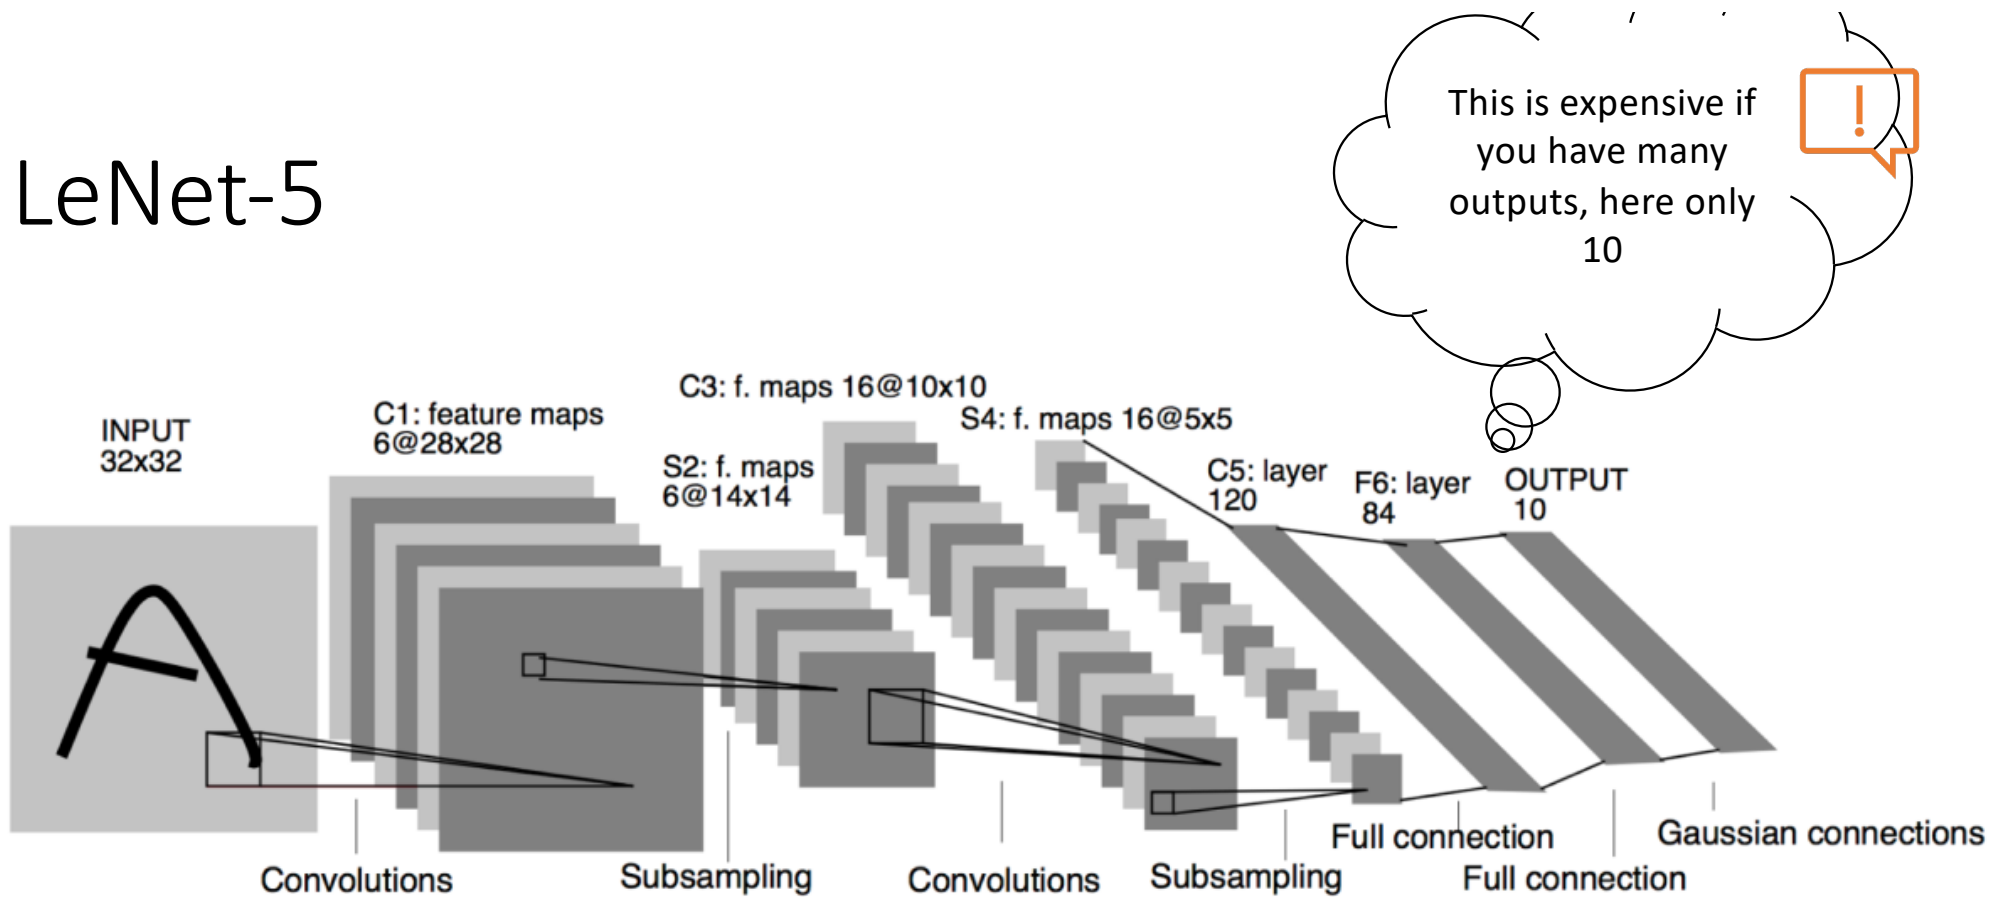 This is expensive if
you have many
outputs, here only
10
!
LeNet-5
C3: f. maps 16@10x10
INPUT
32x32
C1: feature maps
6@28x28
S4: f. maps 16@5x5
S2: f. maps
6@14x14
C5: layer
120
F6: layer
84
OUTPUT
10
Convolutions
Subsampling
Convolutions
Subsampling
Full connection
Full connection
Gaussian connections